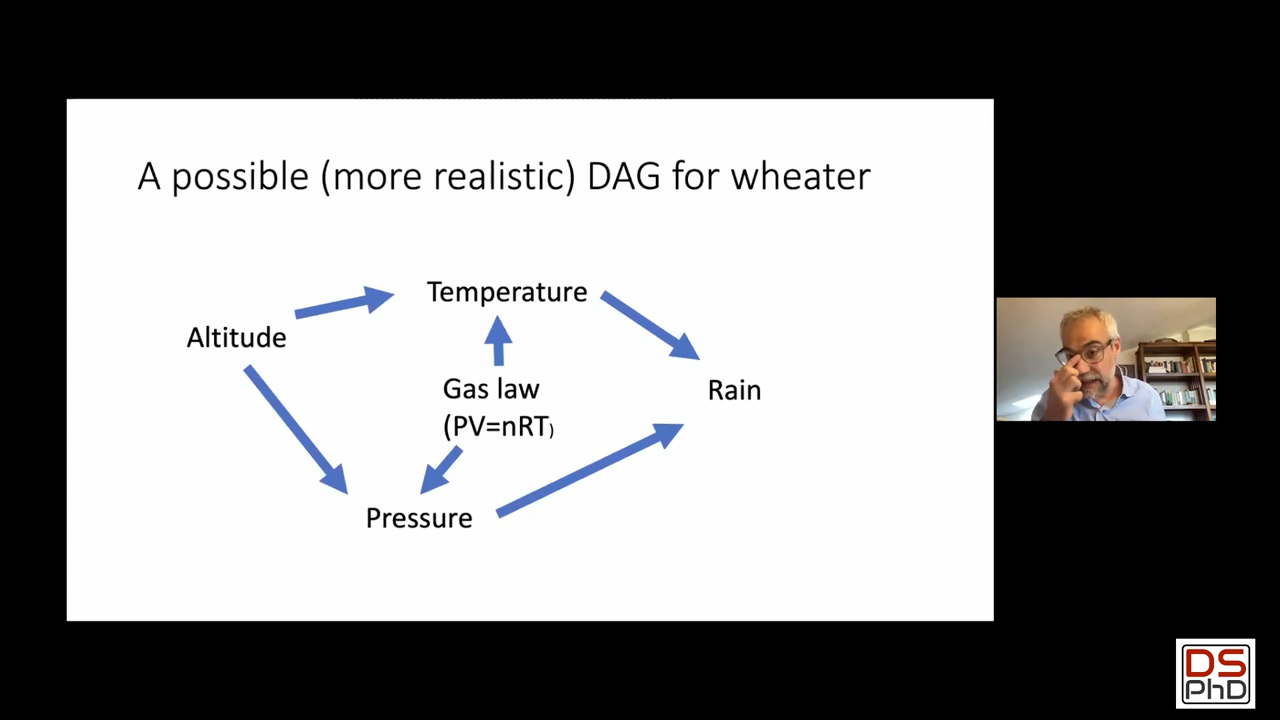 A possible (more realistic) DAG for wheater
Temperature
Altitude
Gas law
(PV=nRT)
Rain
Pressure
DS
PhD